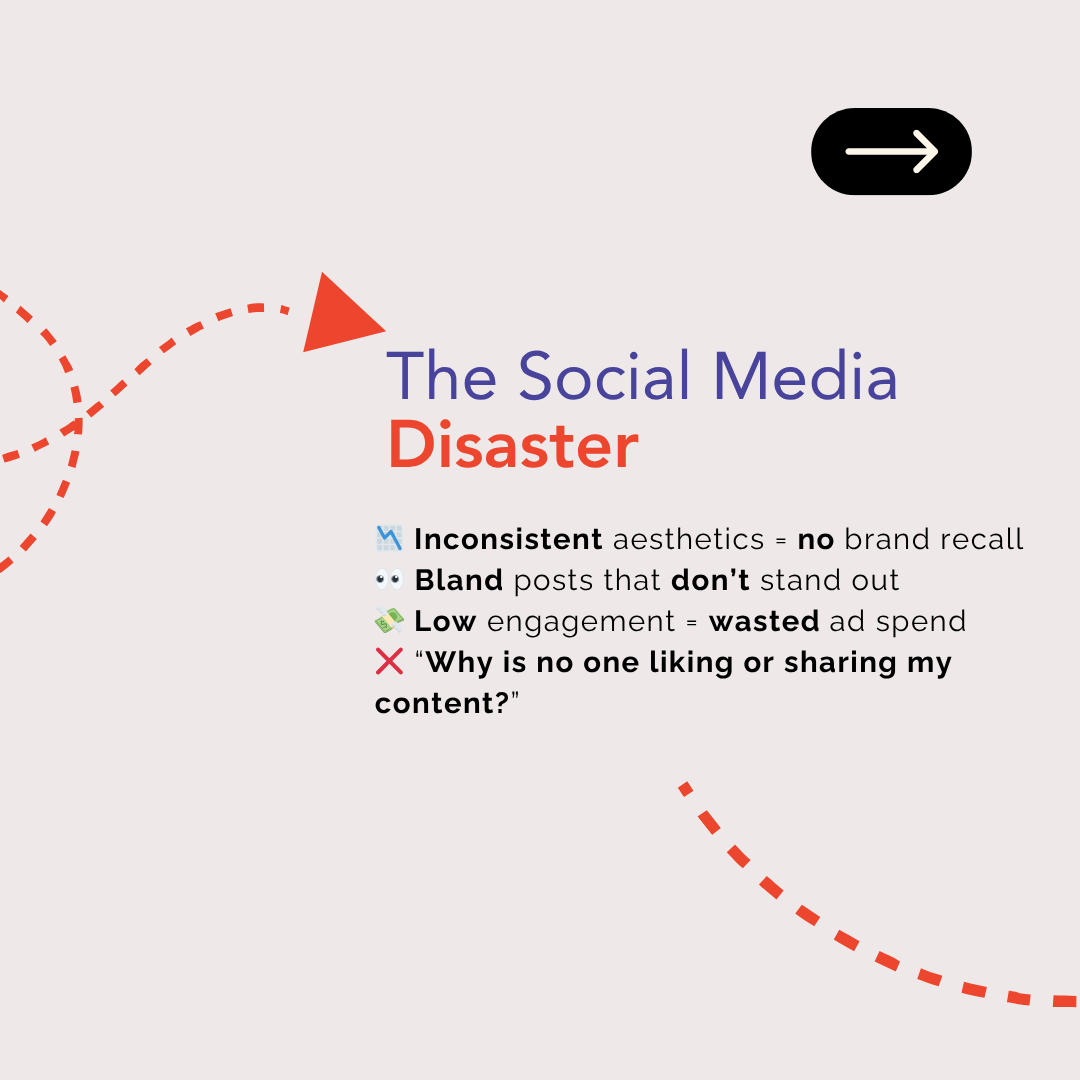 The Social Media
Disaster
📉 Inconsistent aesthetics = no brand recall
👀 Bland posts that don’t stand out
💸 Low engagement = wasted ad spend
❌ “Why is no one liking or sharing my
content?”